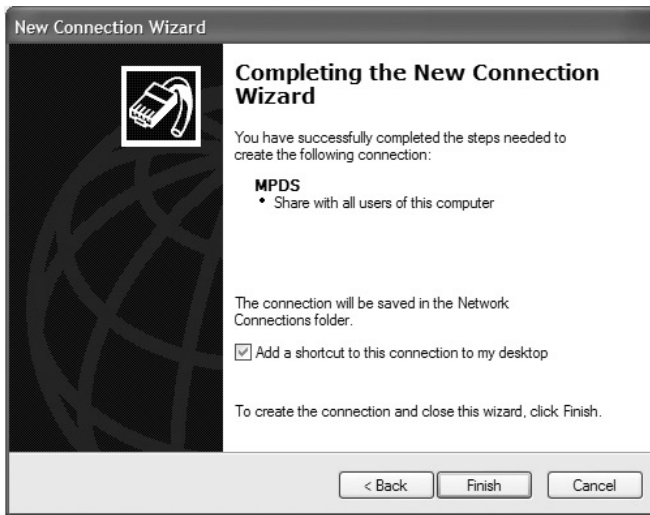 New Connection Wizard
Completing the New Connection
Wizard
You have successfully completed the steps needed to
create the following connection:
MPDS
• Share with all users of this computer
The connection will be saved in the Network
Connections folder.
Add a shortcut to this connection to my desktop
To create the connection and close this wizard, click Finish.
< Back Finish Cancel